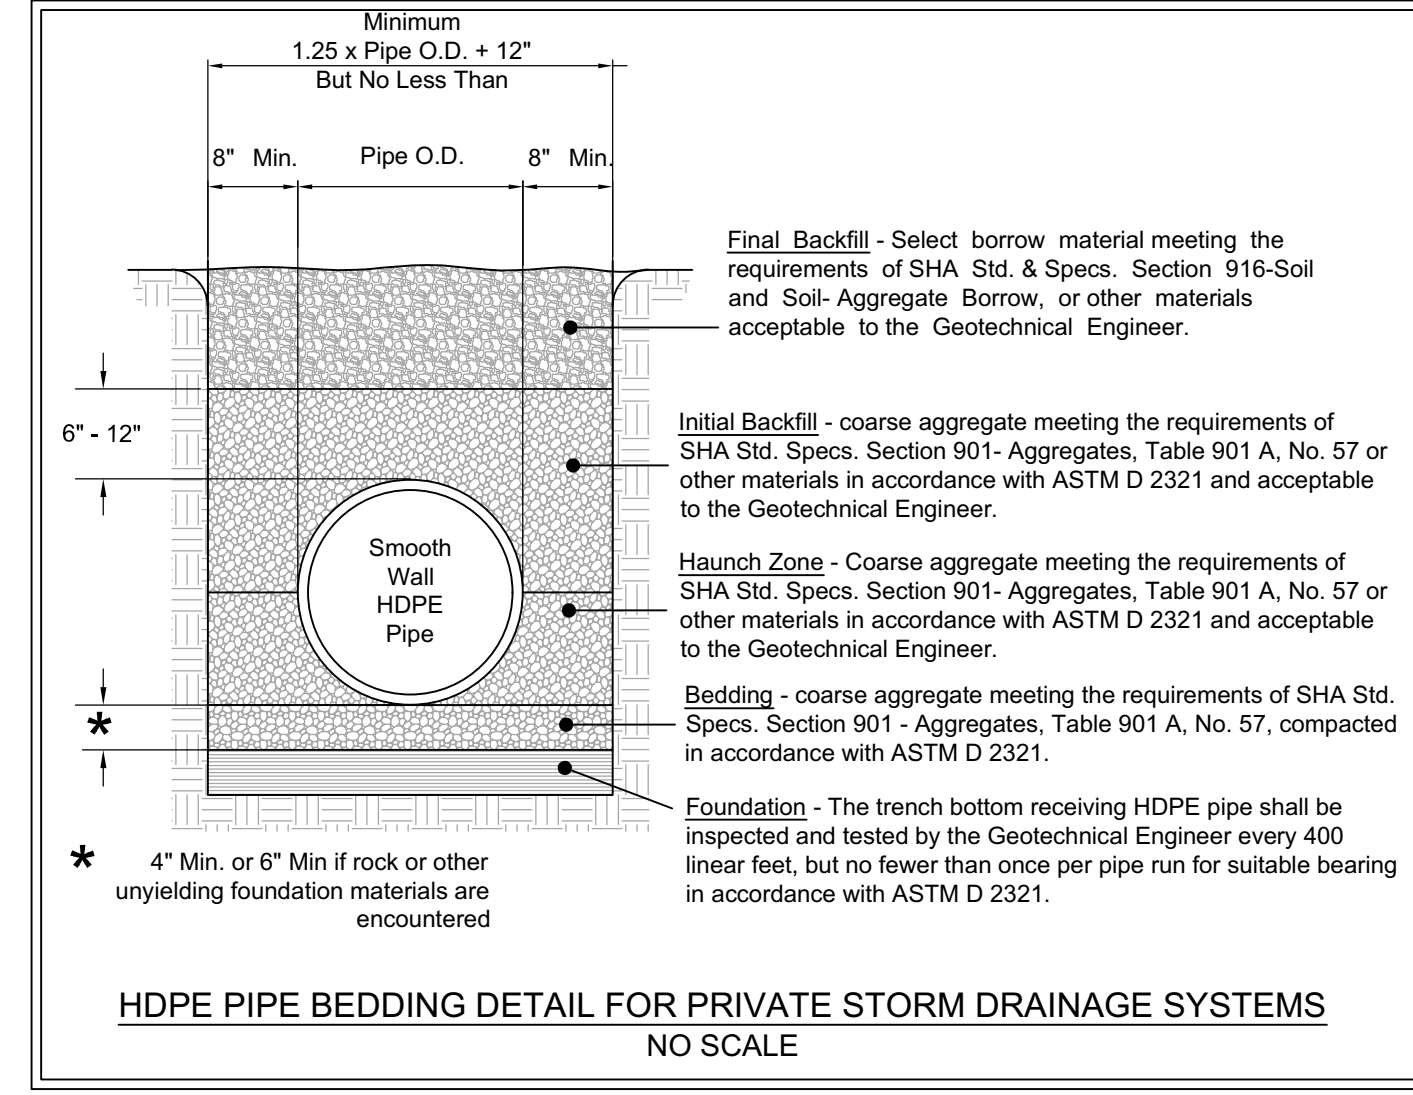 Minimum
1.25 x Pipe O.D. + 12"
But No Less Than
8" Min.
Pipe O.D.
8" Min.
Final Backfill - Select borrow material meeting the
requirements of SHA Std. & Specs. Section 916-Soil
and Soil- Aggregate Borrow, or other materials
acceptable to the Geotechnical Engineer.
6" - 12"
Initial Backfill - coarse aggregate meeting the requirements of
SHA Std. Specs. Section 901- Aggregates, Table 901 A, No. 57 or
other materials in accordance with ASTM D 2321 and acceptable
to the Geotechnical Engineer.
Smooth
Wall
HDPE
Pipe
Haunch Zone - Coarse aggregate meeting the requirements of
SHA Std. Specs. Section 901- Aggregates, Table 901 A, No. 57 or
other materials in accordance with ASTM D 2321 and acceptable
to the Geotechnical Engineer.
*
Bedding - coarse aggregate meeting the requirements of SHA Std.
Specs. Section 901 - Aggregates, Table 901 A, No. 57, compacted
in accordance with ASTM D 2321.
Foundation - The trench bottom receiving HDPE pipe shall be
inspected and tested by the Geotechnical Engineer every 400
linear feet, but no fewer than once per pipe run for suitable bearing
in accordance with ASTM D 2321.
* 4" Min. or 6" Min if rock or other
unyielding foundation materials are
encountered
HDPE PIPE BEDDING DETAIL FOR PRIVATE STORM DRAINAGE SYSTEMS
NO SCALE